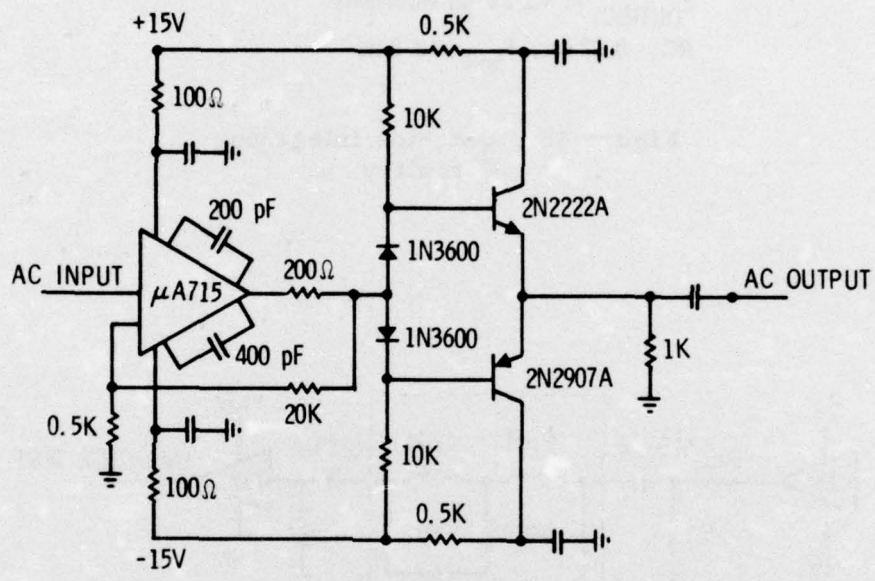 +15V
0.5K
100Ω
10K
200 pF
2N2222A
1N3600
AC INPUT
μA715
200Ω
AC OUTPUT
1N3600
400 pF
1K
2N2907A
20K
0.5K
10K
100Ω
0.5K
-15V